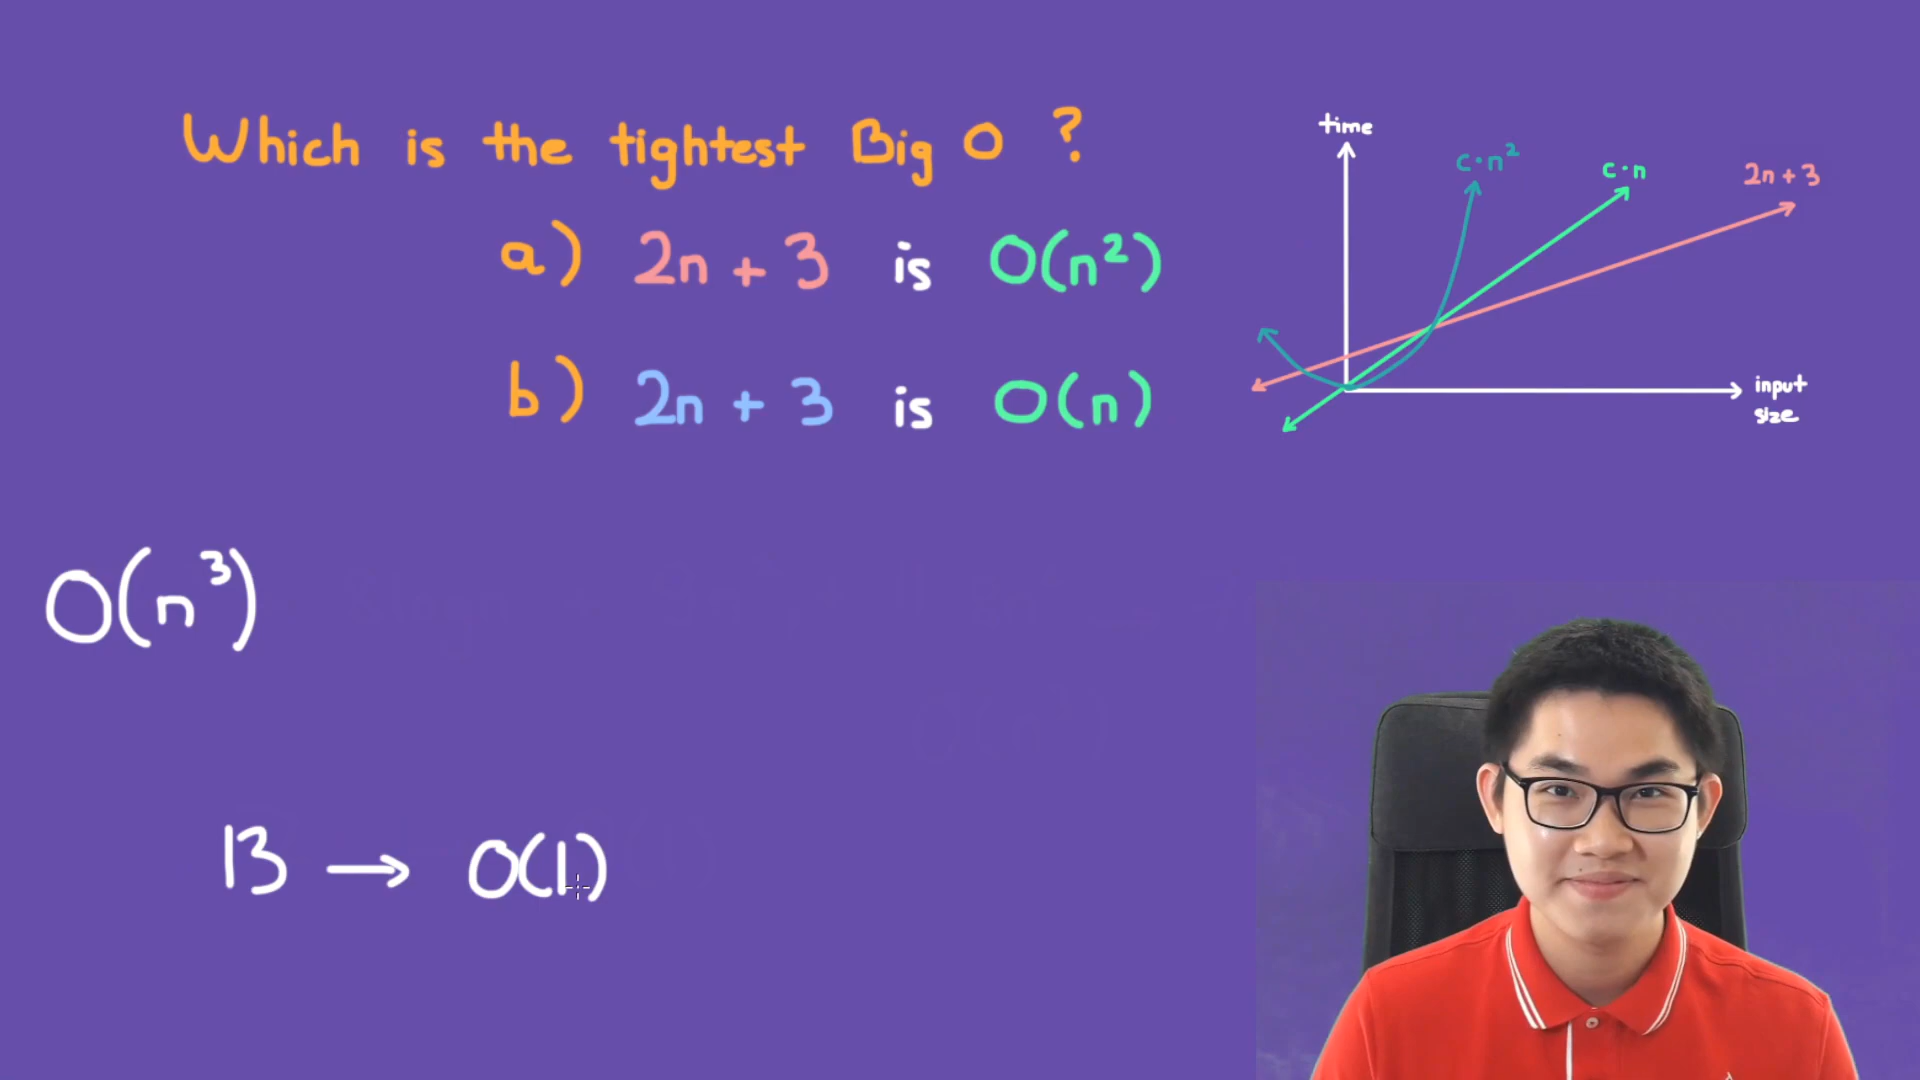 Which is the tightest Big O ?
a) 2n + 3 is O(n²)
b) 2n + 3 is O(n)
time
c·n²
c·n
2n + 3
input
size
O(n³)
13 → O(1)